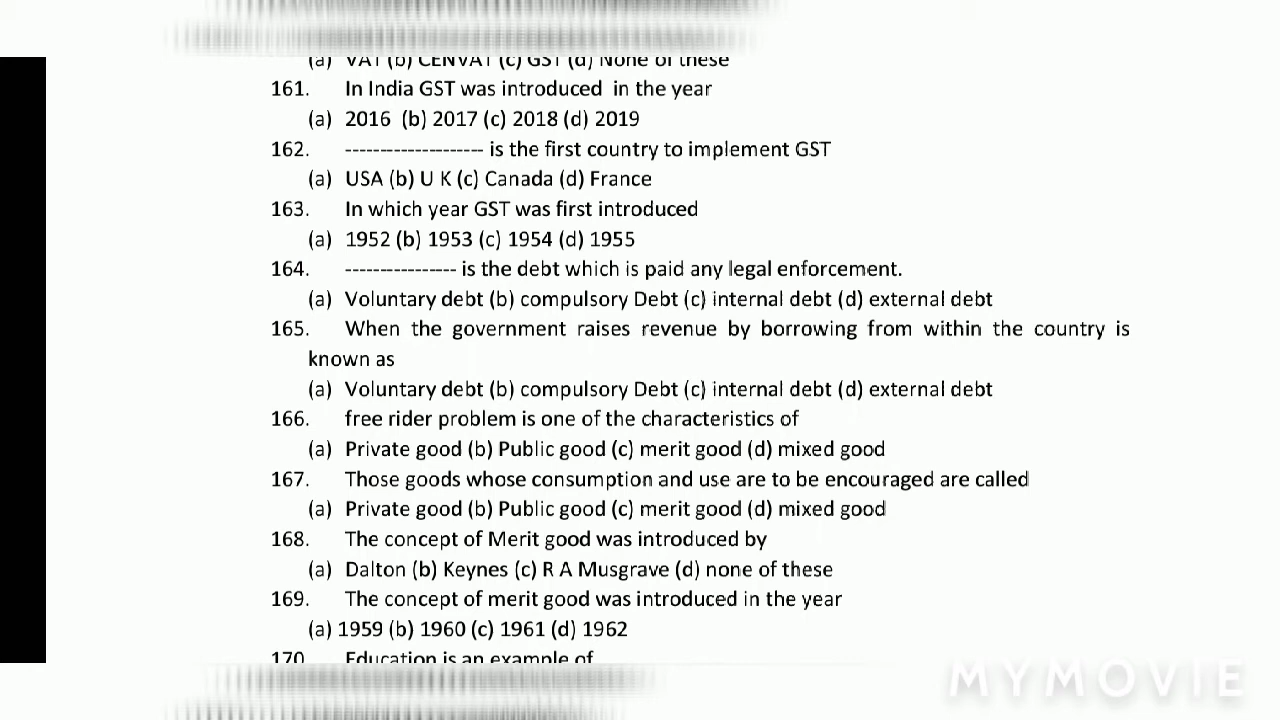 (a) VAT (b) CENVAT (c) GST (d) None of these
161. In India GST was introduced in the year
(a) 2016 (b) 2017 (c) 2018 (d) 2019
162. -------------------- is the first country to implement GST
(a) USA (b) U K (c) Canada (d) France
163. In which year GST was first introduced
(a) 1952 (b) 1953 (c) 1954 (d) 1955
164. ---------------- is the debt which is paid any legal enforcement.
(a) Voluntary debt (b) compulsory Debt (c) internal debt (d) external debt
165. When the government raises revenue by borrowing from within the country is
known as
(a) Voluntary debt (b) compulsory Debt (c) internal debt (d) external debt
166. free rider problem is one of the characteristics of
(a) Private good (b) Public good (c) merit good (d) mixed good
167. Those goods whose consumption and use are to be encouraged are called
(a) Private good (b) Public good (c) merit good (d) mixed good
168. The concept of Merit good was introduced by
(a) Dalton (b) Keynes (c) R A Musgrave (d) none of these
169. The concept of merit good was introduced in the year
(a) 1959 (b) 1960 (c) 1961 (d) 1962
170. Education is an example of
MYMOVIE